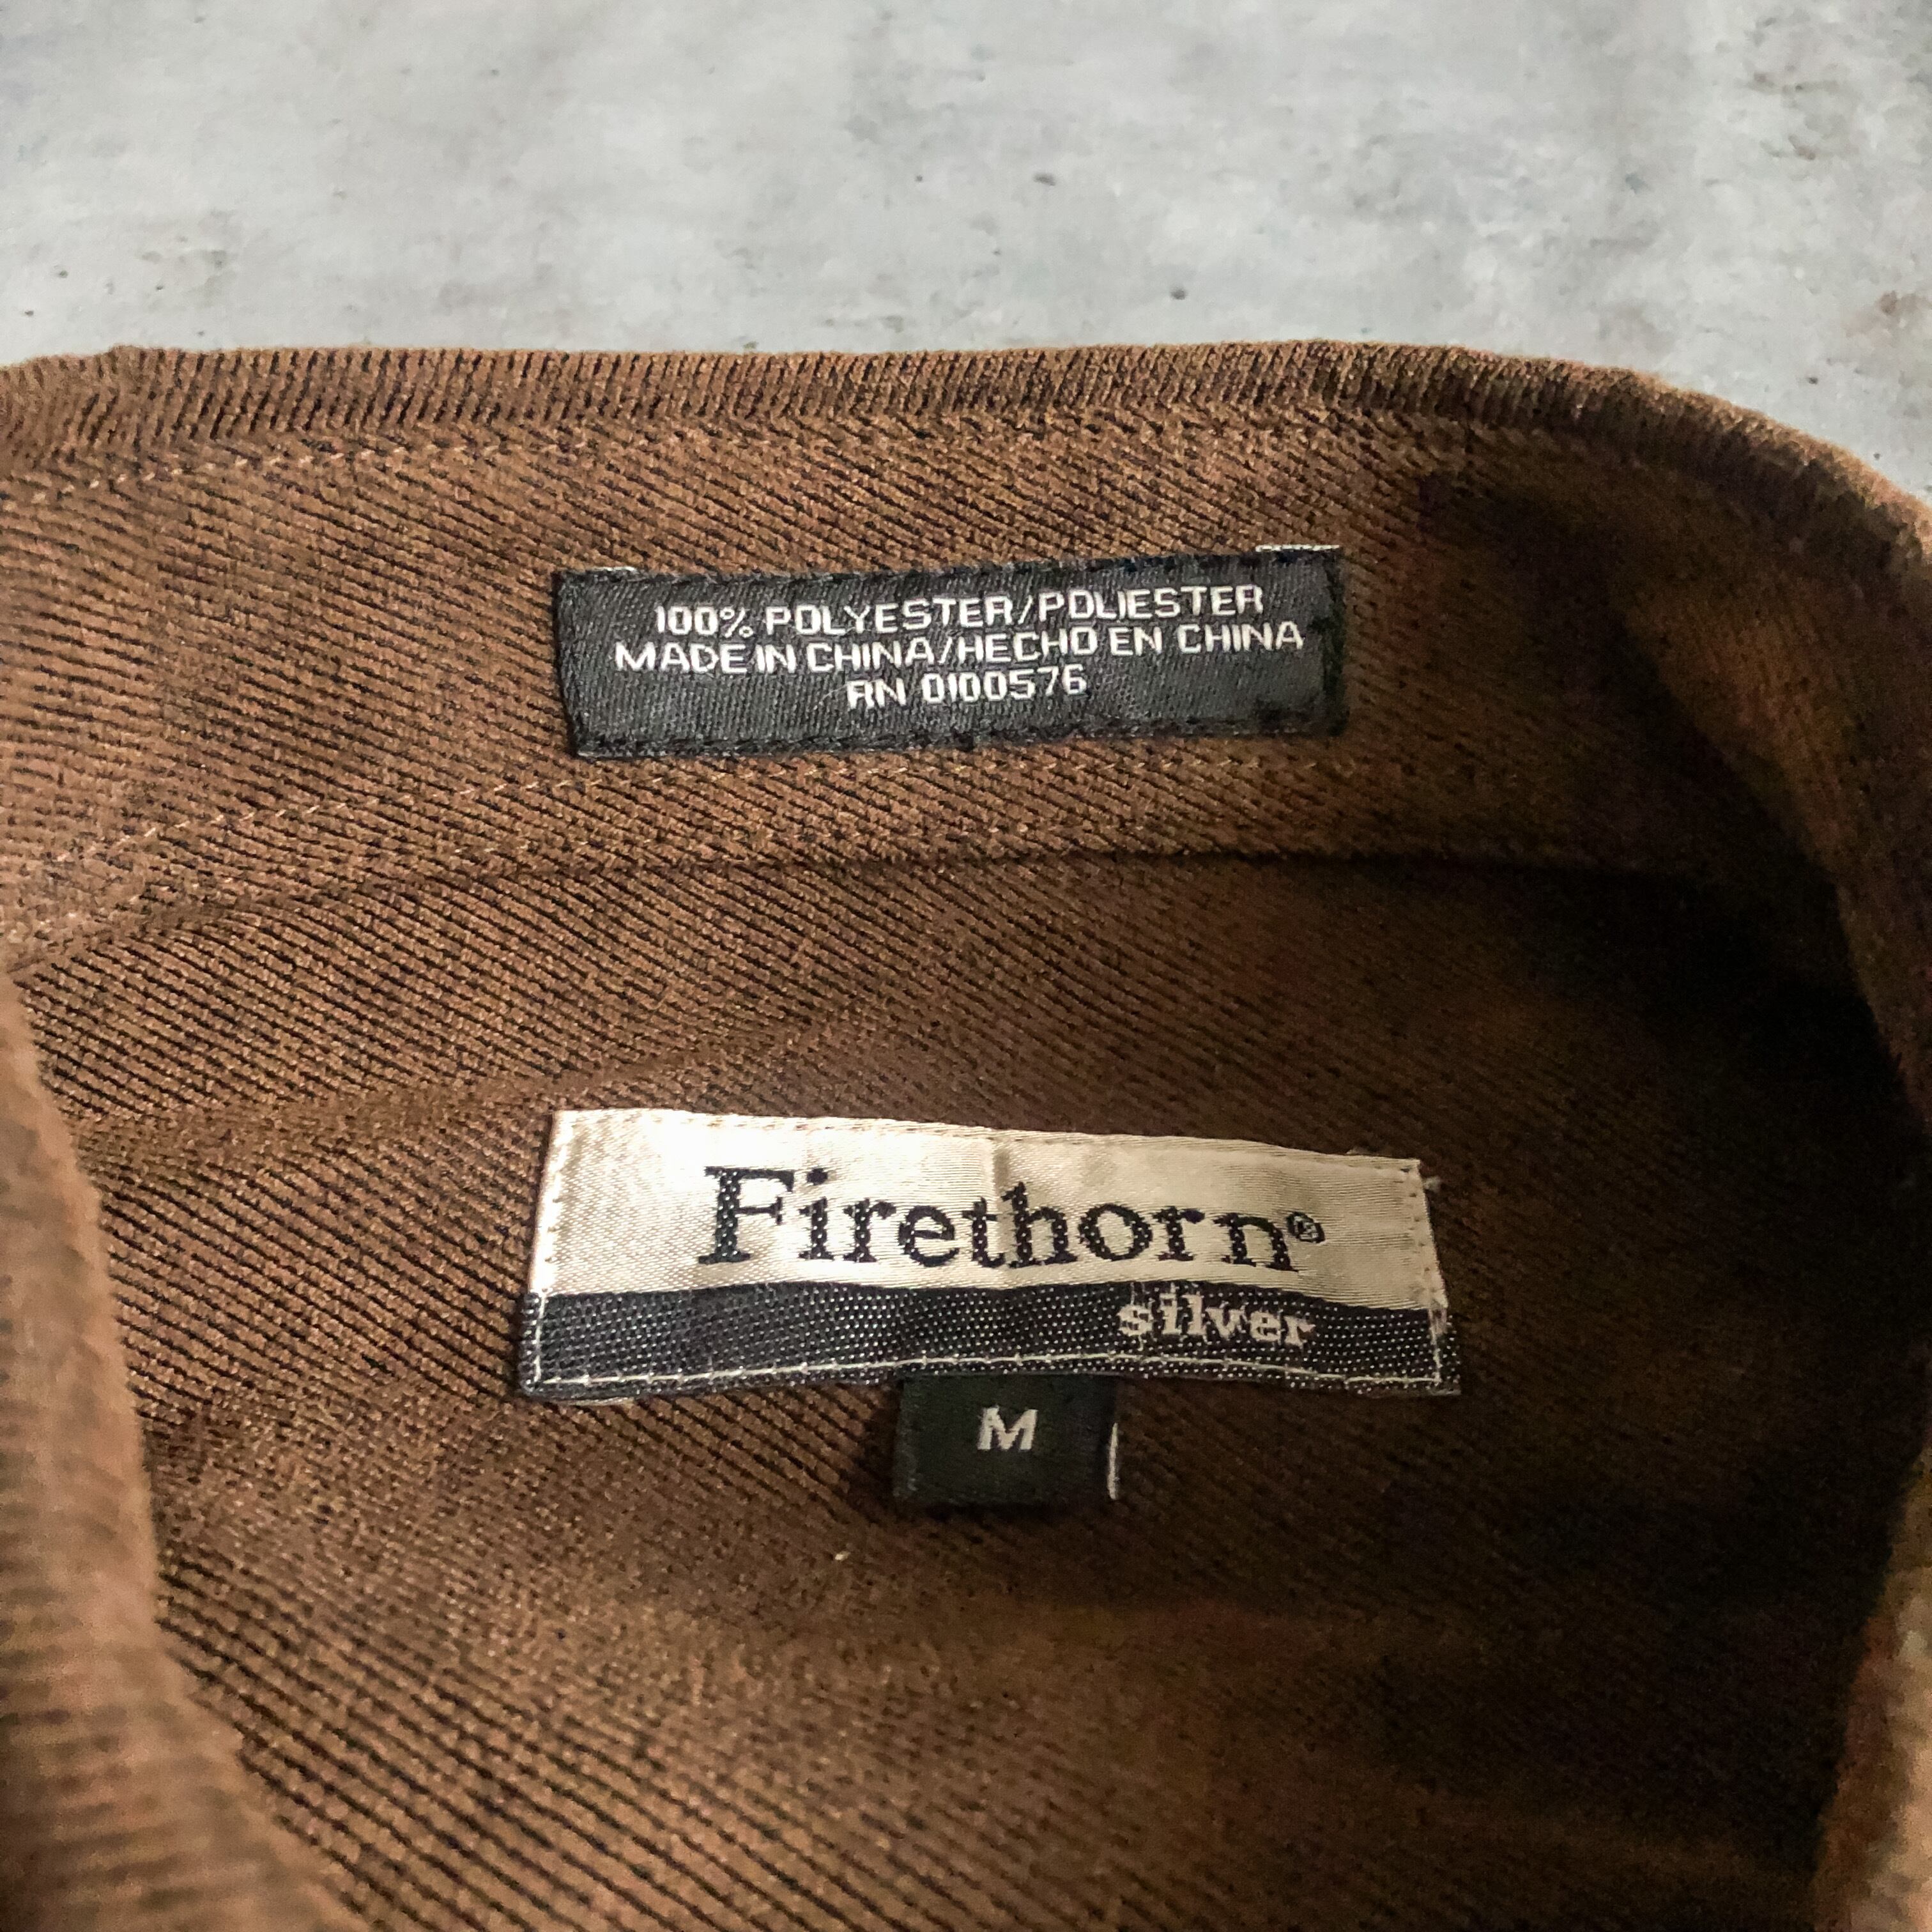 100% POLYESTER/POLIESTER
MADE IN CHINA/HECHO EN CHINA
RN 0100576
Firethorn®
silver
M